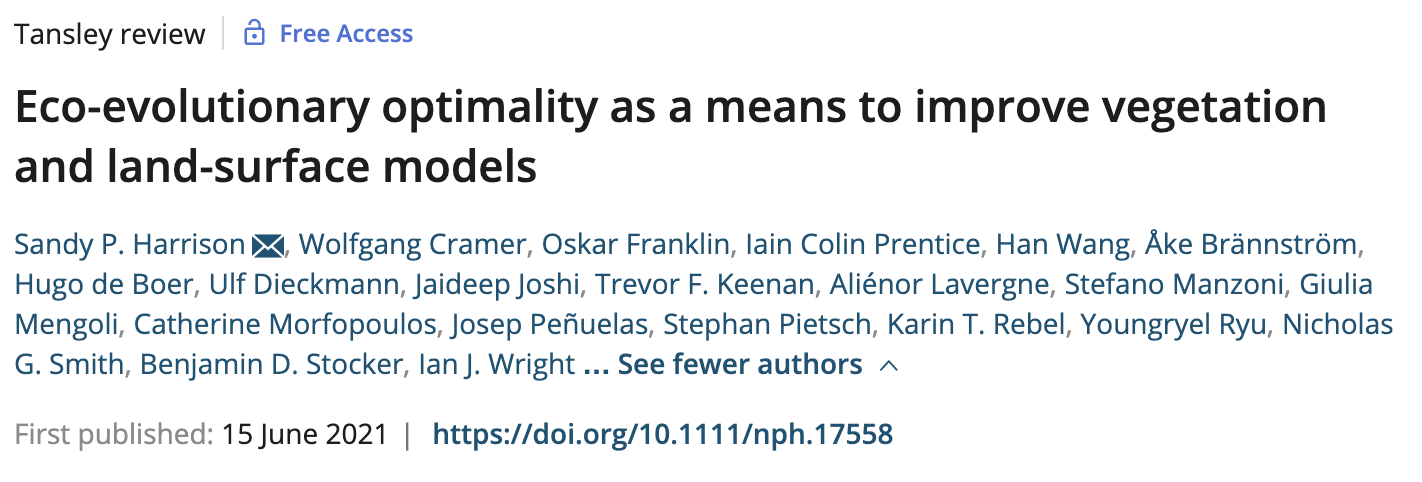 Tansley review | Free Access
Eco-evolutionary optimality as a means to improve vegetation
and land-surface models
Sandy P. Harrison, Wolfgang Cramer, Oskar Franklin, Iain Colin Prentice, Han Wang, Åke Brännström,
Hugo de Boer, Ulf Dieckmann, Jaideep Joshi, Trevor F. Keenan, Aliénor Lavergne, Stefano Manzoni, Giulia
Mengoli, Catherine Morfopoulos, Josep Peñuelas, Stephan Pietsch, Karin T. Rebel, Youngryel Ryu, Nicholas
G. Smith, Benjamin D. Stocker, Ian J. Wright ... See fewer authors
First published: 15 June 2021 | https://doi.org/10.1111/nph.17558